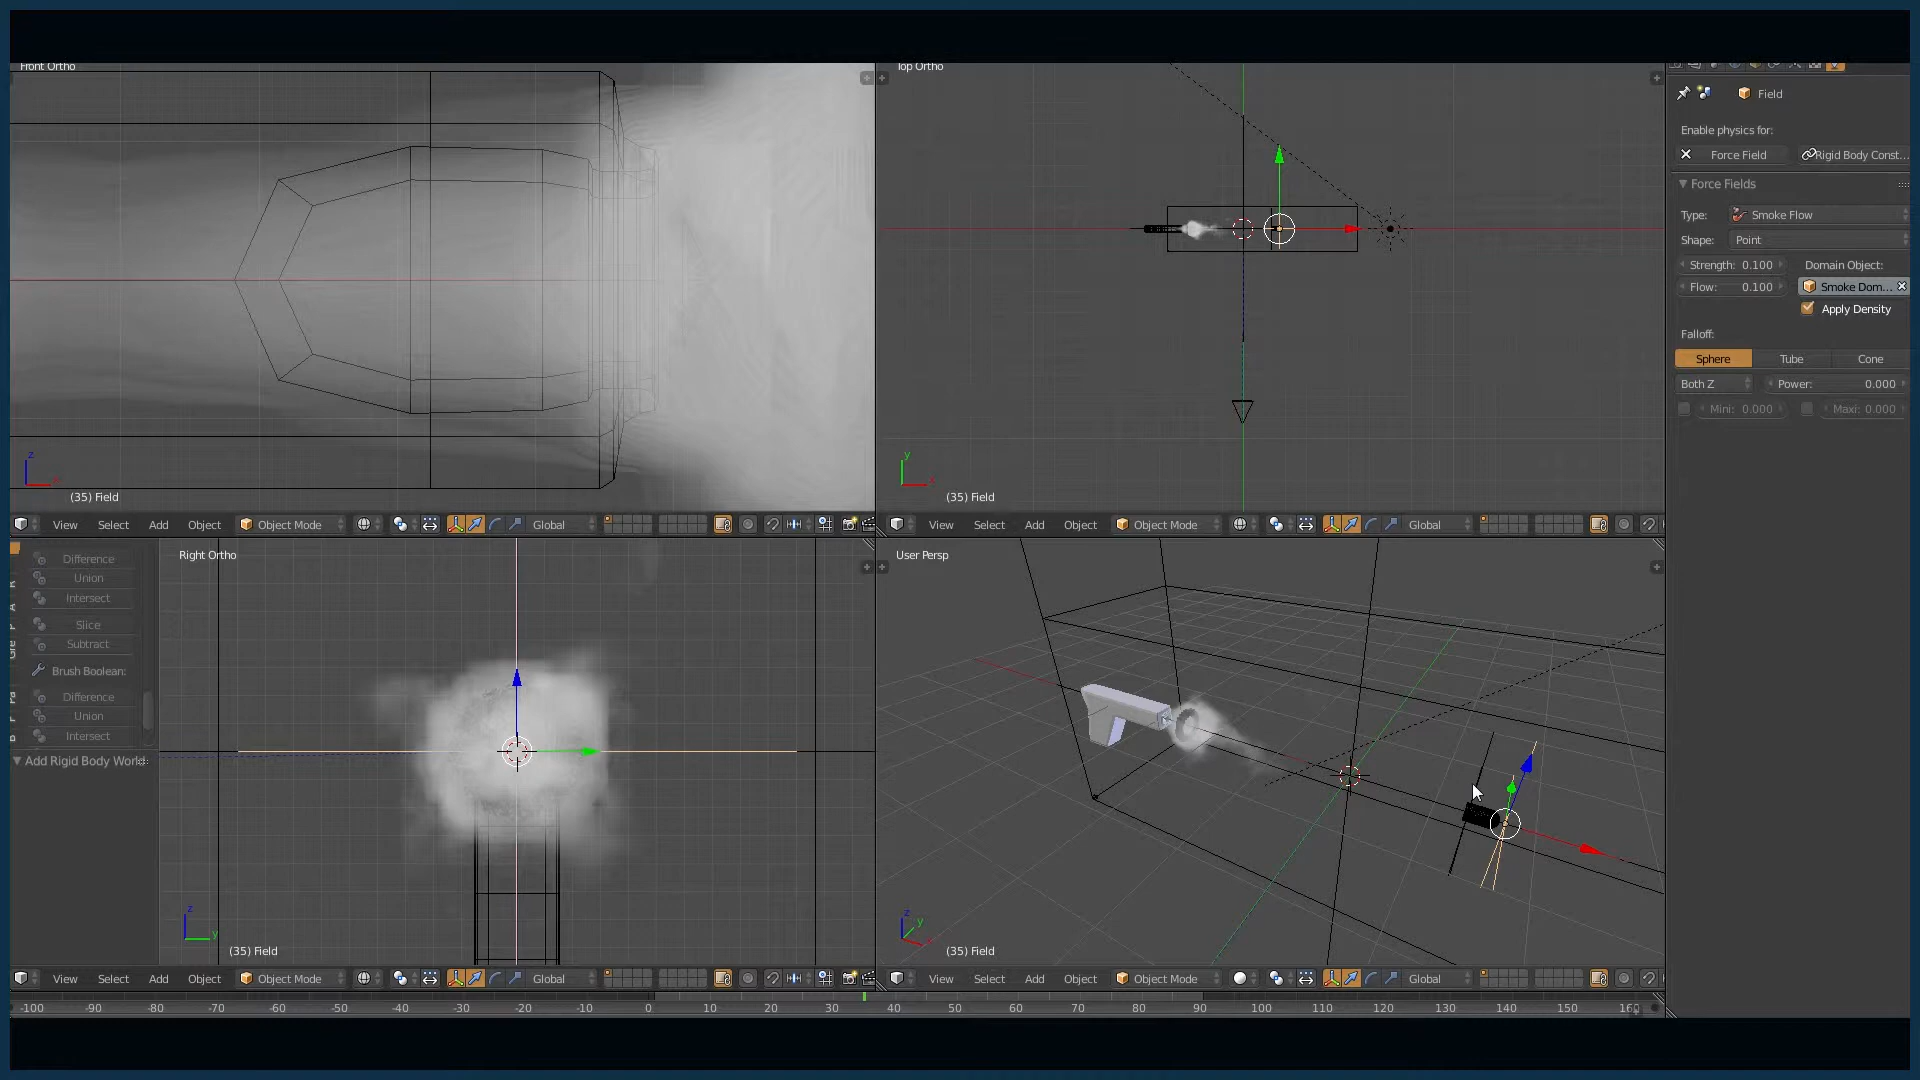 Front Ortho
(35) Field
View Select Add Object Object Mode Global
Top Ortho
(35) Field
View Select Add Object Object Mode Global
Difference
Union
Intersect
Slice
Subtract
Brush Boolean:
Difference
Union
Intersect
Add Rigid Body World
Right Ortho
z
y
(35) Field
View Select Add Object Object Mode Global
User Persp
z
y
(35) Field
View Select Add Object Object Mode Global
-100 -90 -80 -70 -60 -50 -40 -30 -20 -10 0 10 20 30 40 50 60 70 80 90 100 110 120 130 140 150
Field
Enable physics for:
Force Field Rigid Body Const...
Force Fields
Type: Smoke Flow
Shape: Point
Strength: 0.100 Domain Object:
Flow: 0.100 Smoke Dom...
Apply Density
Falloff:
Sphere Tube Cone
Both Z Power: 0.000
Mini: 0.000 Maxi: 0.000